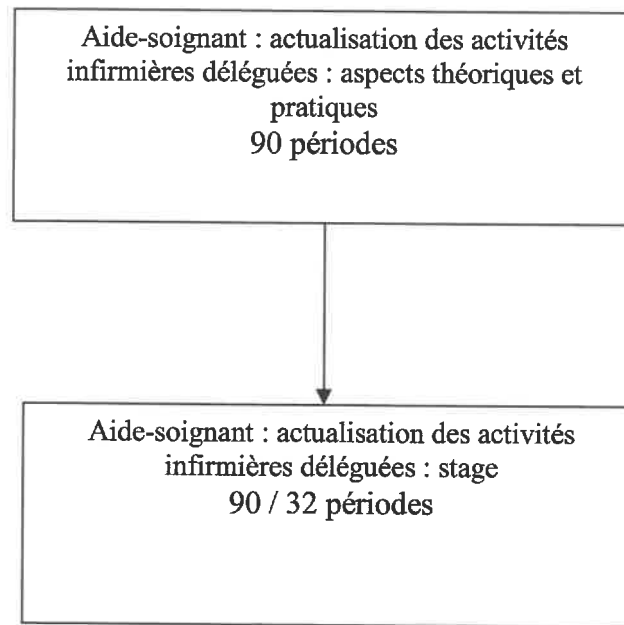 Aide-soignant : actualisation des activités
infirmières déléguées : aspects théoriques et
pratiques
90 périodes
Aide-soignant : actualisation des activités
infirmières déléguées : stage
90 / 32 périodes